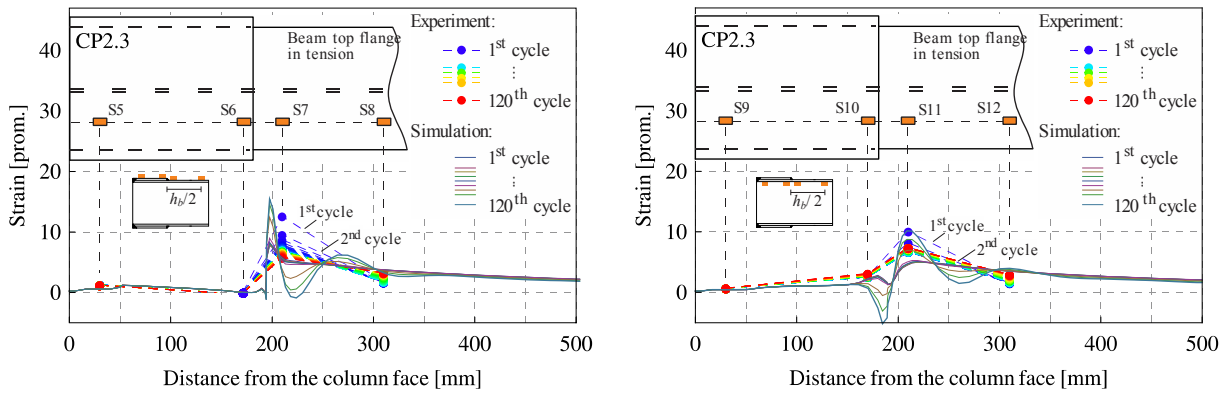 CP2.3
Beam top flange
in tension
S5
S6
S7
S8
Experiment:
1st cycle
⋮
120th cycle
Simulation:
1st cycle
⋮
120th cycle
hb/2
1st cycle
2nd cycle
40
30
20
10
0
Strain [prom.]
0 100 200 300 400 500
Distance from the column face [mm]
CP2.3
Beam top flange
in tension
S9
S10
S11
S12
Experiment:
1st cycle
⋮
120th cycle
Simulation:
1st cycle
⋮
120th cycle
hb/2
1st cycle
2nd cycle
40
30
20
10
0
Strain [prom.]
0 100 200 300 400 500
Distance from the column face [mm]